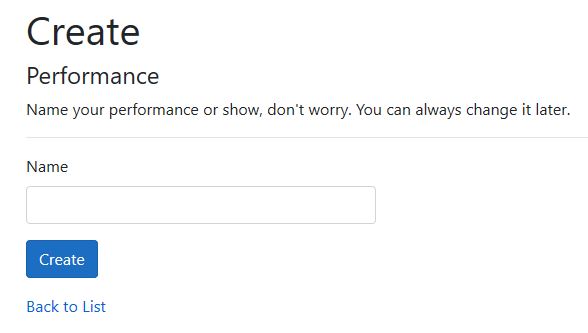 Create
Performance
Name your performance or show, don't worry. You can always change it later.
Name
Create
Back to List